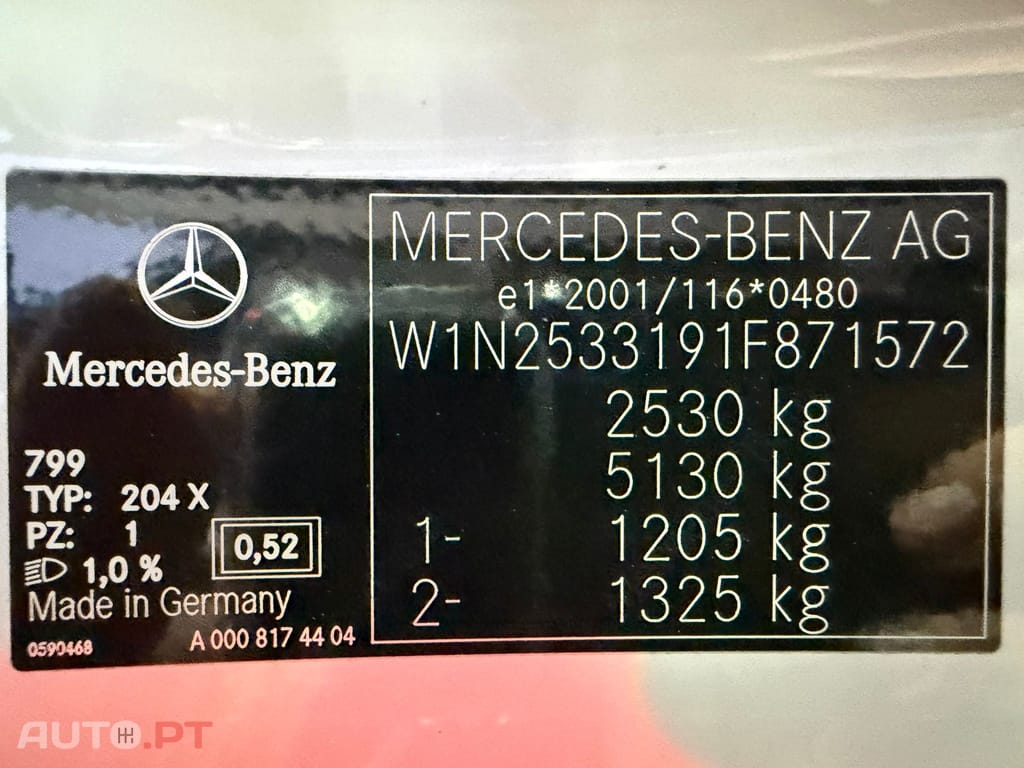 Mercedes-Benz
799
TYP: 204 X
PZ: 1
1,0 %
0,52
Made in Germany
0590468
A 000 817 44 04
MERCEDES-BENZ AG
e1*2001/116*0480
W1N2533191F871572
2530 kg
5130 kg
1- 1205 kg
2- 1325 kg
AUTO.PT